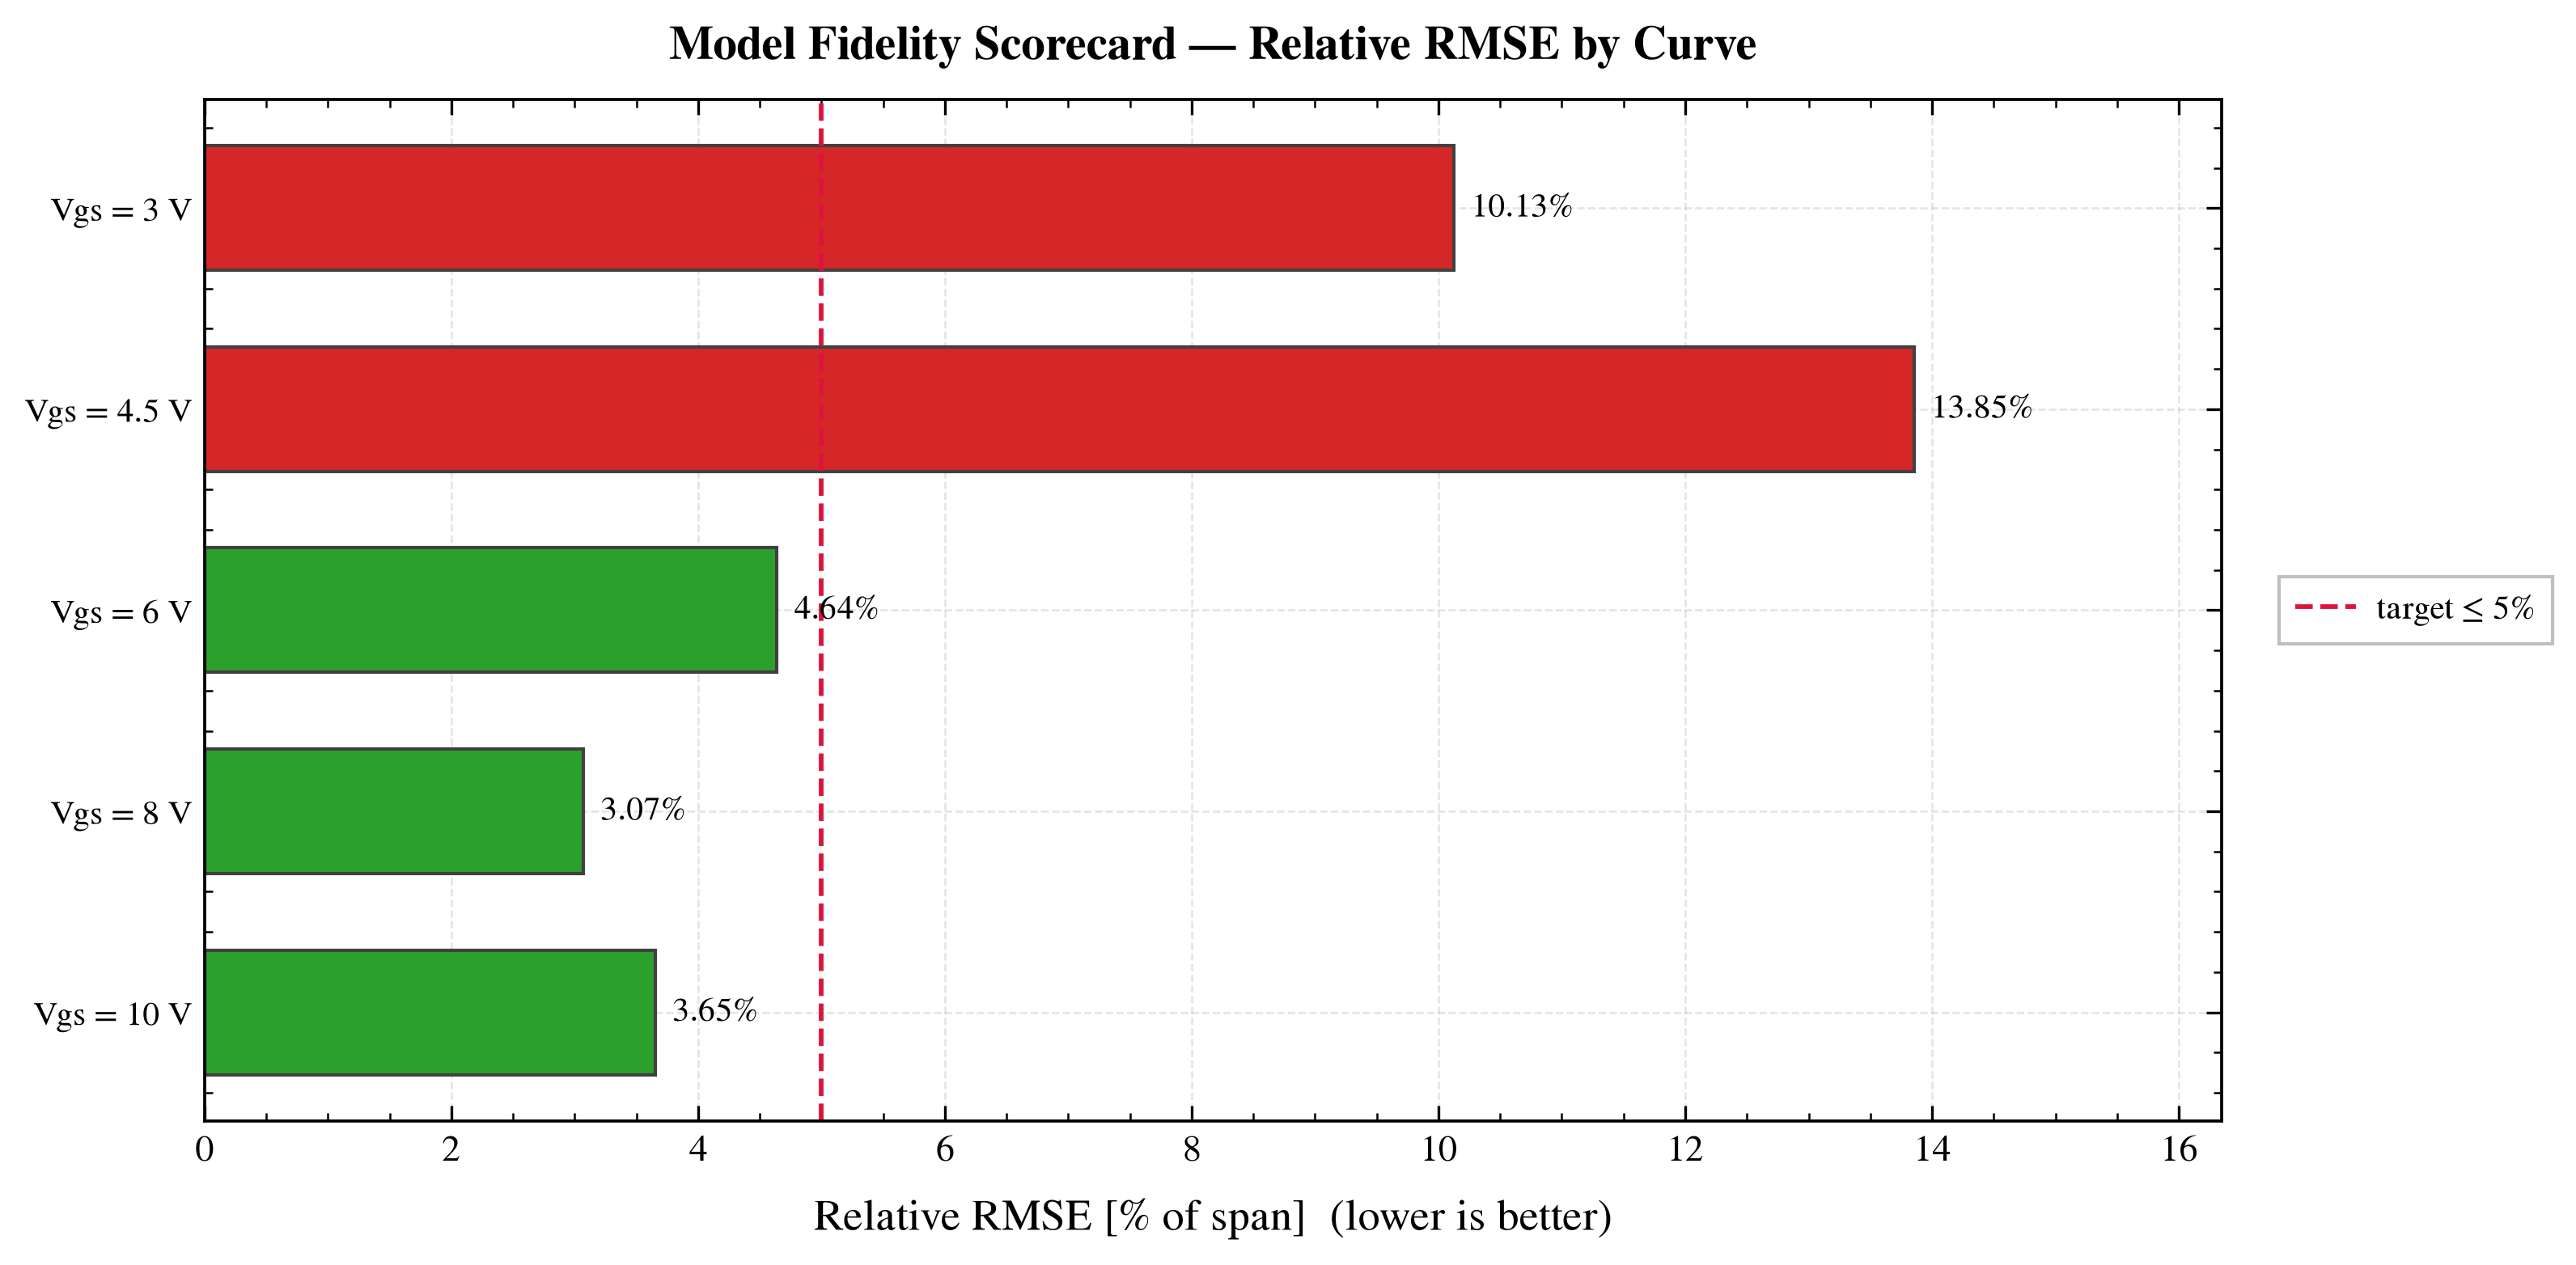 Model Fidelity Scorecard — Relative RMSE by Curve
Vgs = 3 V
10.13%
Vgs = 4.5 V
13.85%
Vgs = 6 V
4.64%
target ≤ 5%
Vgs = 8 V
3.07%
Vgs = 10 V
3.65%
0 2 4 6 8 10 12 14 16
Relative RMSE [% of span] (lower is better)